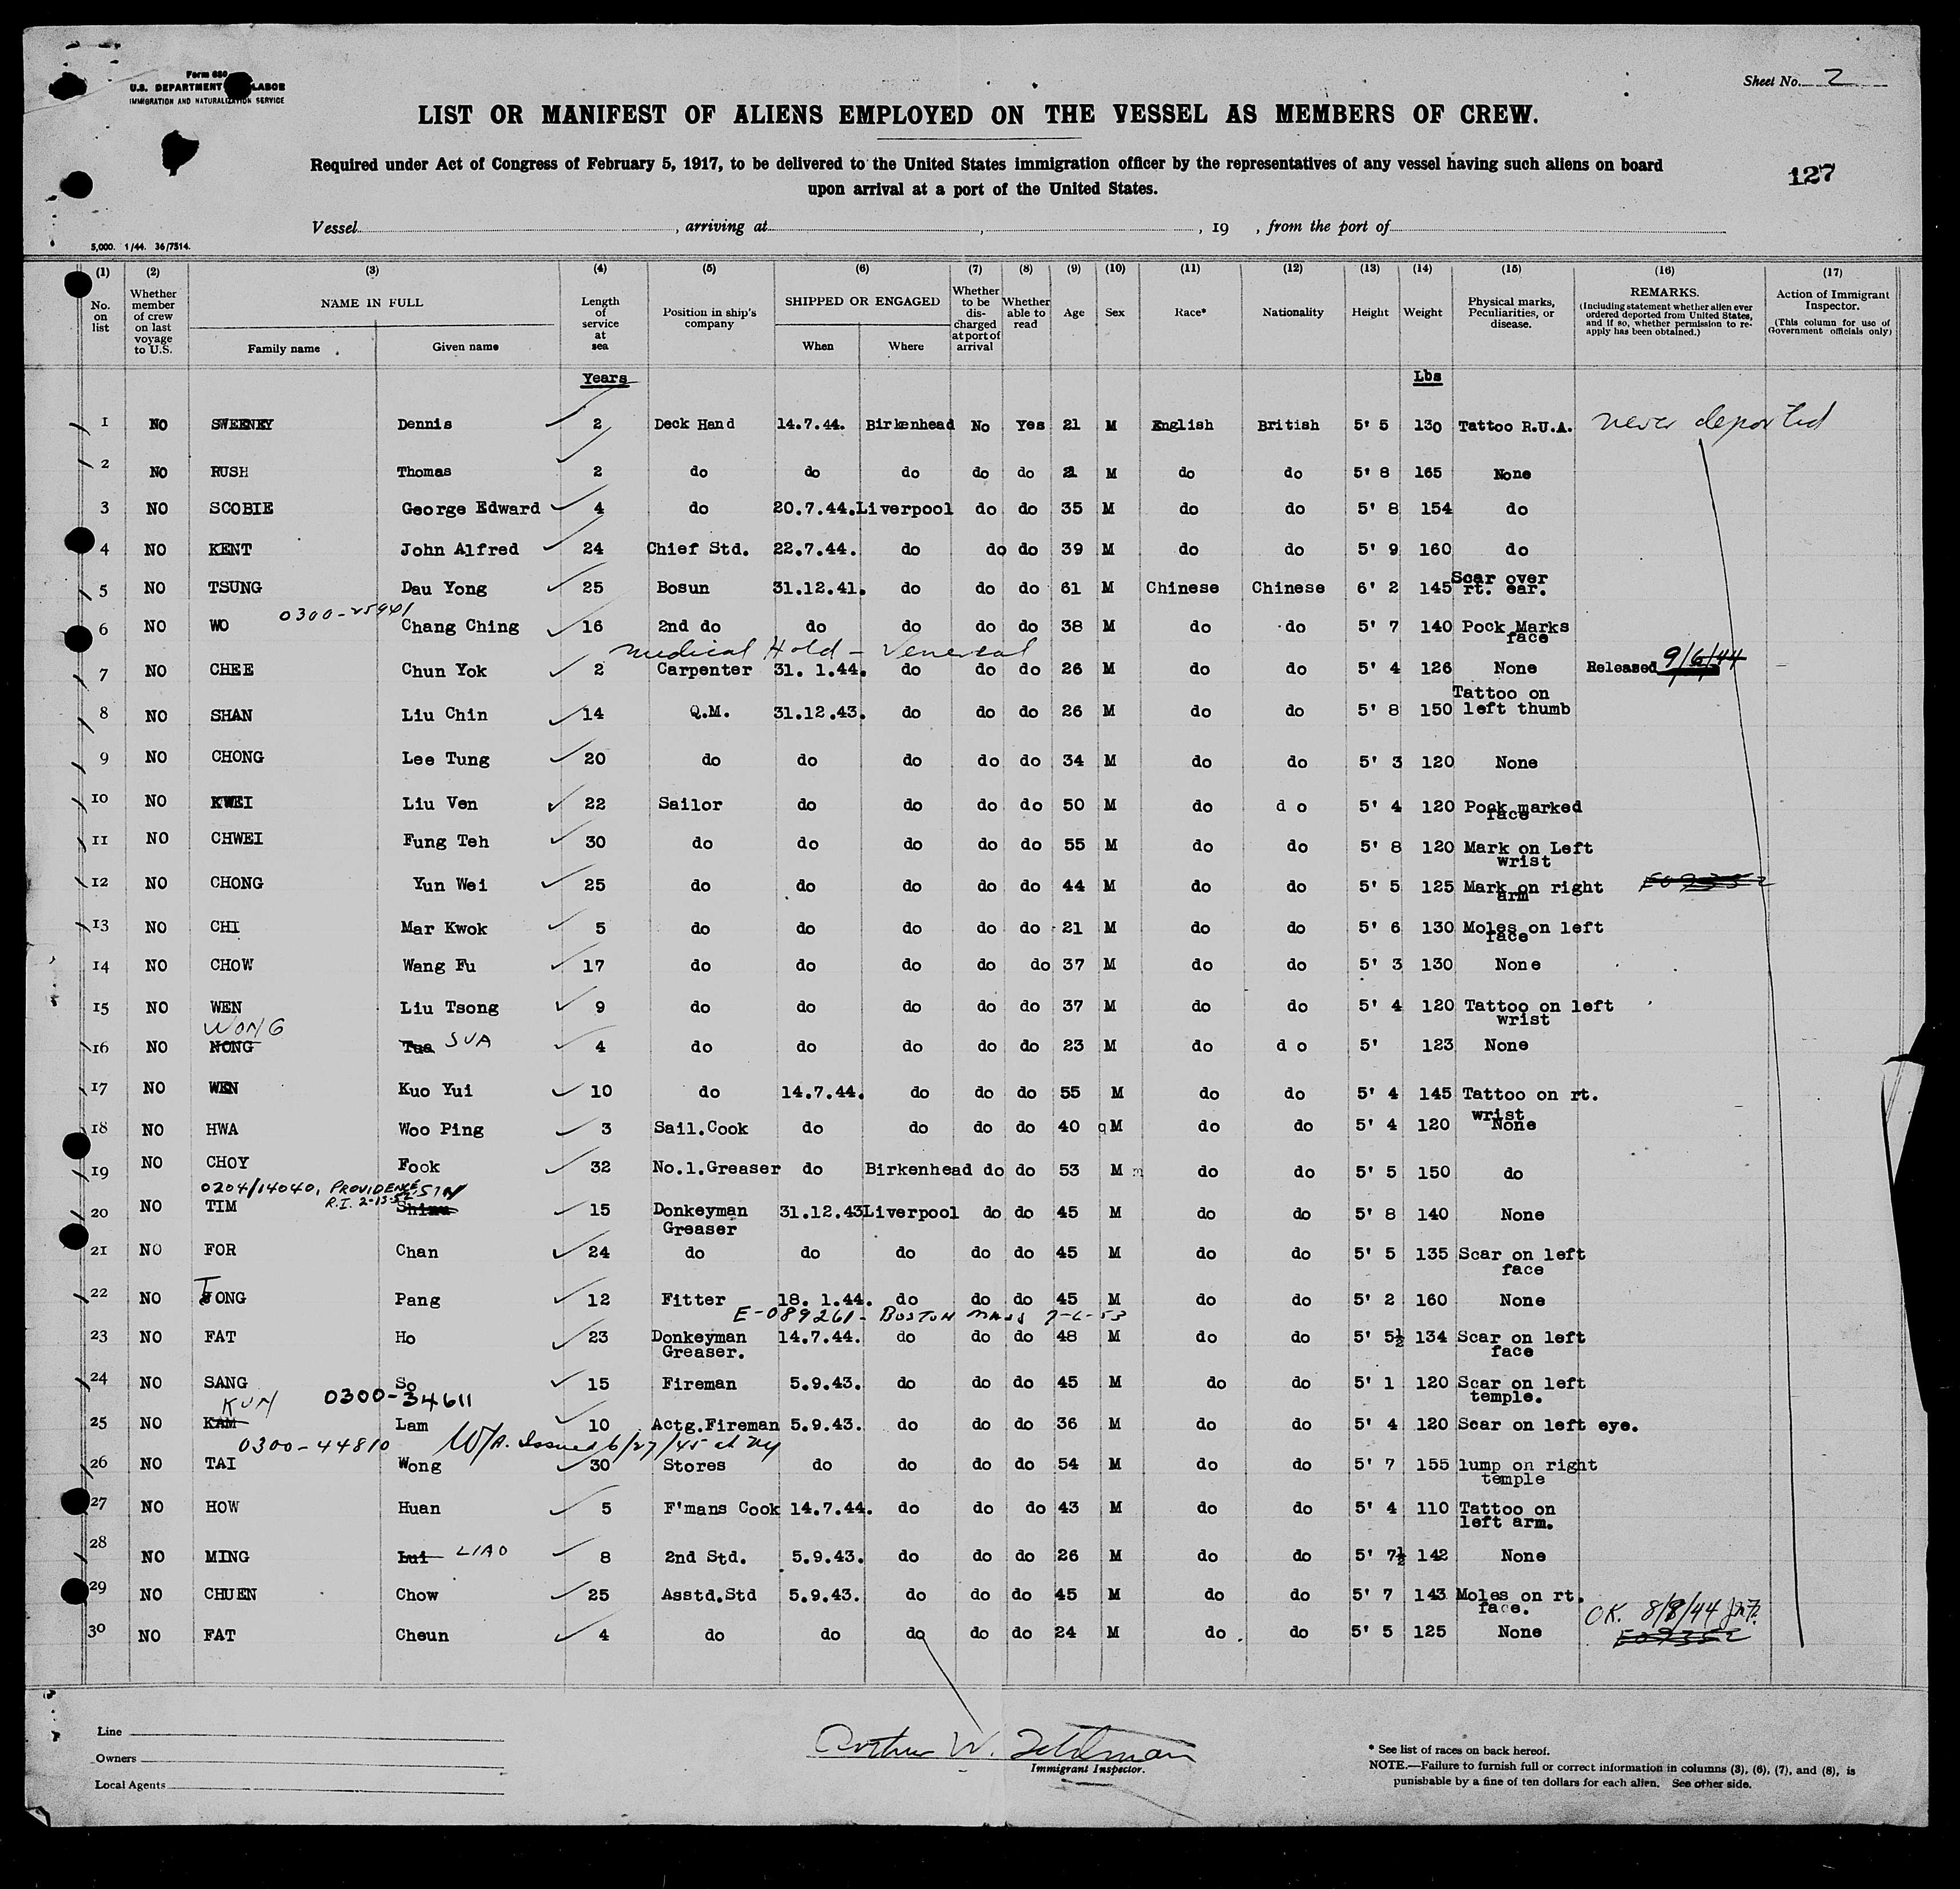 Form 680
U.S. DEPARTMENT LABOR
IMMIGRATION AND NATURALIZATION SERVICE
Sheet No. 2
LIST OR MANIFEST OF ALIENS EMPLOYED ON THE VESSEL AS MEMBERS OF CREW.
Required under Act of Congress of February 5, 1917, to be delivered to the United States immigration officer by the representatives of any vessel having such aliens on board
upon arrival at a port of the United States.
127
Vessel , arriving at , , 19 , from the port of
5,000. 1/44. 36/7514.
(1) (2) (3) (4) (5) (6) (7) (8) (9) (10) (11) (12) (13) (14) (15) (16) (17)
No. on list Whether member of crew on last voyage to U.S. NAME IN FULL Family name Given name Length of service at sea Position in ship's company SHIPPED OR ENGAGED When Where Whether to be discharged at port of arrival Whether able to read Age Sex Race* Nationality Height Weight Physical marks, Peculiarities, or disease. REMARKS. (Including statement whether alien ever ordered deported from United States, and if so, whether permission to re-apply has been obtained.) Action of Immigrant Inspector. (This column for use of Government officials only)
Years Lbs
1 NO SWEENEY Dennis 2 Deck Hand 14.7.44. Birkenhead No Yes 21 M English British 5' 5 130 Tattoo R.U.A. never deported
2 NO RUSH Thomas 2 do do do do do 21 M do do 5' 8 165 None
3 NO SCOBIE George Edward 4 do 20.7.44. Liverpool do do 35 M do do 5' 8 154 do
4 NO KENT John Alfred 24 Chief Std. 22.7.44. do do do 39 M do do 5' 9 160 do
5 NO TSUNG Dau Yong 25 Bosun 31.12.41. do do do 61 M Chinese Chinese 6' 2 145 Scar over rt. ear.
0300-25941
6 NO WO Chang Ching 16 2nd do do do do do 38 M do do 5' 7 140 Pock Marks face
medical Hold - Venereal
7 NO CHEE Chun Yok 2 Carpenter 31. 1.44. do do do 26 M do do 5' 4 126 None Released 9/6/44
8 NO SHAN Liu Chin 14 Q.M. 31.12.43. do do do 26 M do do 5' 8 150 Tattoo on left thumb
9 NO CHONG Lee Tung 20 do do do do do 34 M do do 5' 3 120 None
10 NO KWEI Liu Ven 22 Sailor do do do do 50 M do d o 5' 4 120 Pock marked face
11 NO CHWEI Fung Teh 30 do do do do do 55 M do do 5' 8 120 Mark on Left wrist
12 NO CHONG Yun Wei 25 do do do do do 44 M do do 5' 5 125 Mark on right arm
13 NO CHI Mar Kwok 5 do do do do do 21 M do do 5' 6 130 Moles on left face
14 NO CHOW Wang Fu 17 do do do do do 37 M do do 5' 3 130 None
15 NO WEN Liu Tsong 9 do do do do do 37 M do do 5' 4 120 Tattoo on left wrist
WONG
16 NO NONG Tua SUA 4 do do do do do 23 M do d o 5' 123 None
17 NO WEN Kuo Yui 10 do 14.7.44. do do do 55 M do do 5' 4 145 Tattoo on rt. wrist
18 NO HWA Woo Ping 3 Sail.Cook do do do do 40 M do do 5' 4 120 None
19 NO CHOY Fook 32 No.1.Greaser do Birkenhead do do 53 M do do 5' 5 150 do
0204/14040, PROVIDENCE, R.I. 2-13-52
20 NO TIM 15 Donkeyman Greaser 31.12.43 Liverpool do do 45 M do do 5' 8 140 None
21 NO FOR Chan 24 do do do do do 45 M do do 5' 5 135 Scar on left face
22 NO TONG Pang 12 Fitter 18. 1.44. do do do 45 M do do 5' 2 160 None
E-089261- BOSTON MASS
23 NO FAT Ho 23 Donkeyman Greaser. 14.7.44. do do do 48 M do do 5' 5½ 134 Scar on left face
24 NO SANG So 15 Fireman 5.9.43. do do do 45 M do do 5' 1 120 Scar on left temple.
KUN 0300-34611
25 NO KAM Lam 10 Actg.Fireman 5.9.43. do do do 36 M do do 5' 4 120 Scar on left eye.
0300-44810 W/A. Issued 6/27/45 at NY
26 NO TAI Wong 30 Stores do do do do 54 M do do 5' 7 155 lump on right temple
27 NO HOW Huan 5 F'mans Cook 14.7.44. do do do 43 M do do 5' 4 110 Tattoo on left arm.
28 NO MING Lui LIAO 8 2nd Std. 5.9.43. do do do 26 M do do 5' 7½ 142 None
29 NO CHUEN Chow 25 Asstd.Std 5.9.43. do do do 45 M do do 5' 7 143 Moles on rt. face.
OK. 8/8/44
30 NO FAT Cheun 4 do do do do do 24 M do do 5' 5 125 None
Line
Owners
Local Agents
Arthur W. Feldman
Immigrant Inspector.
* See list of races on back hereof.
NOTE.—Failure to furnish full or correct information in columns (3), (6), (7), and (8), is
punishable by a fine of ten dollars for each alien. See other side.